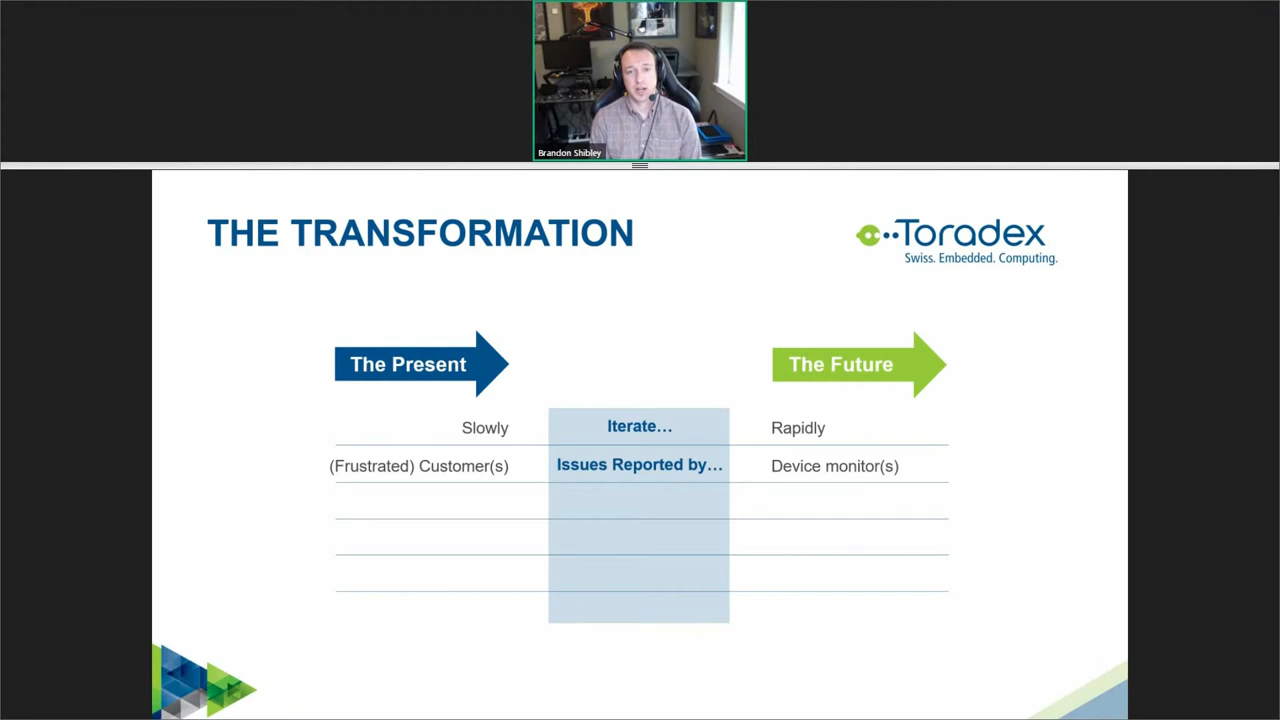 Brandon Shibley
THE TRANSFORMATION
Toradex
Swiss. Embedded. Computing.
The Present
The Future
Slowly
Iterate…
Rapidly
(Frustrated) Customer(s)
Issues Reported by…
Device monitor(s)